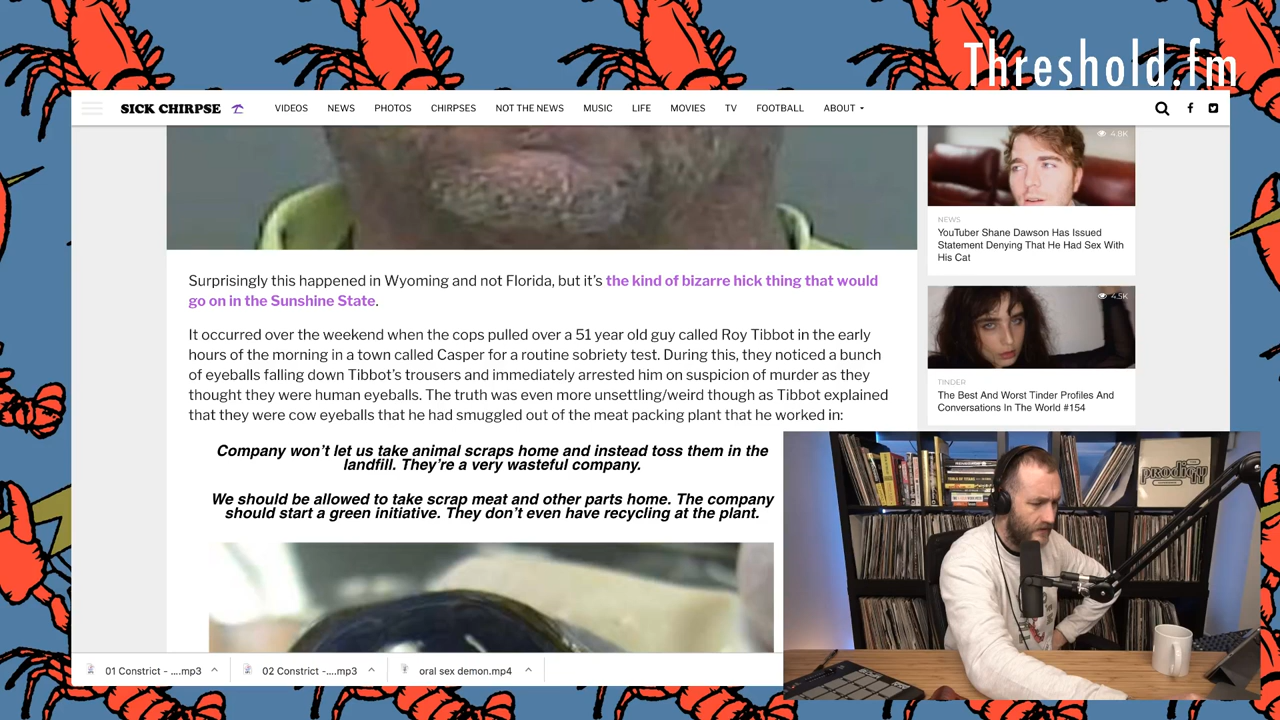 Threshold.fm
SICK CHIRPSE
VIDEOS NEWS PHOTOS CHIRPSES NOT THE NEWS MUSIC LIFE MOVIES TV FOOTBALL ABOUT
4.8K
NEWS
YouTuber Shane Dawson Has Issued
Statement Denying That He Had Sex With
His Cat
Surprisingly this happened in Wyoming and not Florida, but it's the kind of bizarre hick thing that would
go on in the Sunshine State.
4.5K
It occurred over the weekend when the cops pulled over a 51 year old guy called Roy Tibbot in the early
hours of the morning in a town called Casper for a routine sobriety test. During this, they noticed a bunch
of eyeballs falling down Tibbot's trousers and immediately arrested him on suspicion of murder as they
thought they were human eyeballs. The truth was even more unsettling/weird though as Tibbot explained
that they were cow eyeballs that he had smuggled out of the meat packing plant that he worked in:
TINDER
The Best And Worst Tinder Profiles And
Conversations In The World #154
Company won't let us take animal scraps home and instead toss them in the
landfill. They're a very wasteful company.
We should be allowed to take scrap meat and other parts home. The company
should start a green initiative. They don't even have recycling at the plant.
prodigy
01 Constrict - ....mp3
02 Constrict -....mp3
oral sex demon.mp4